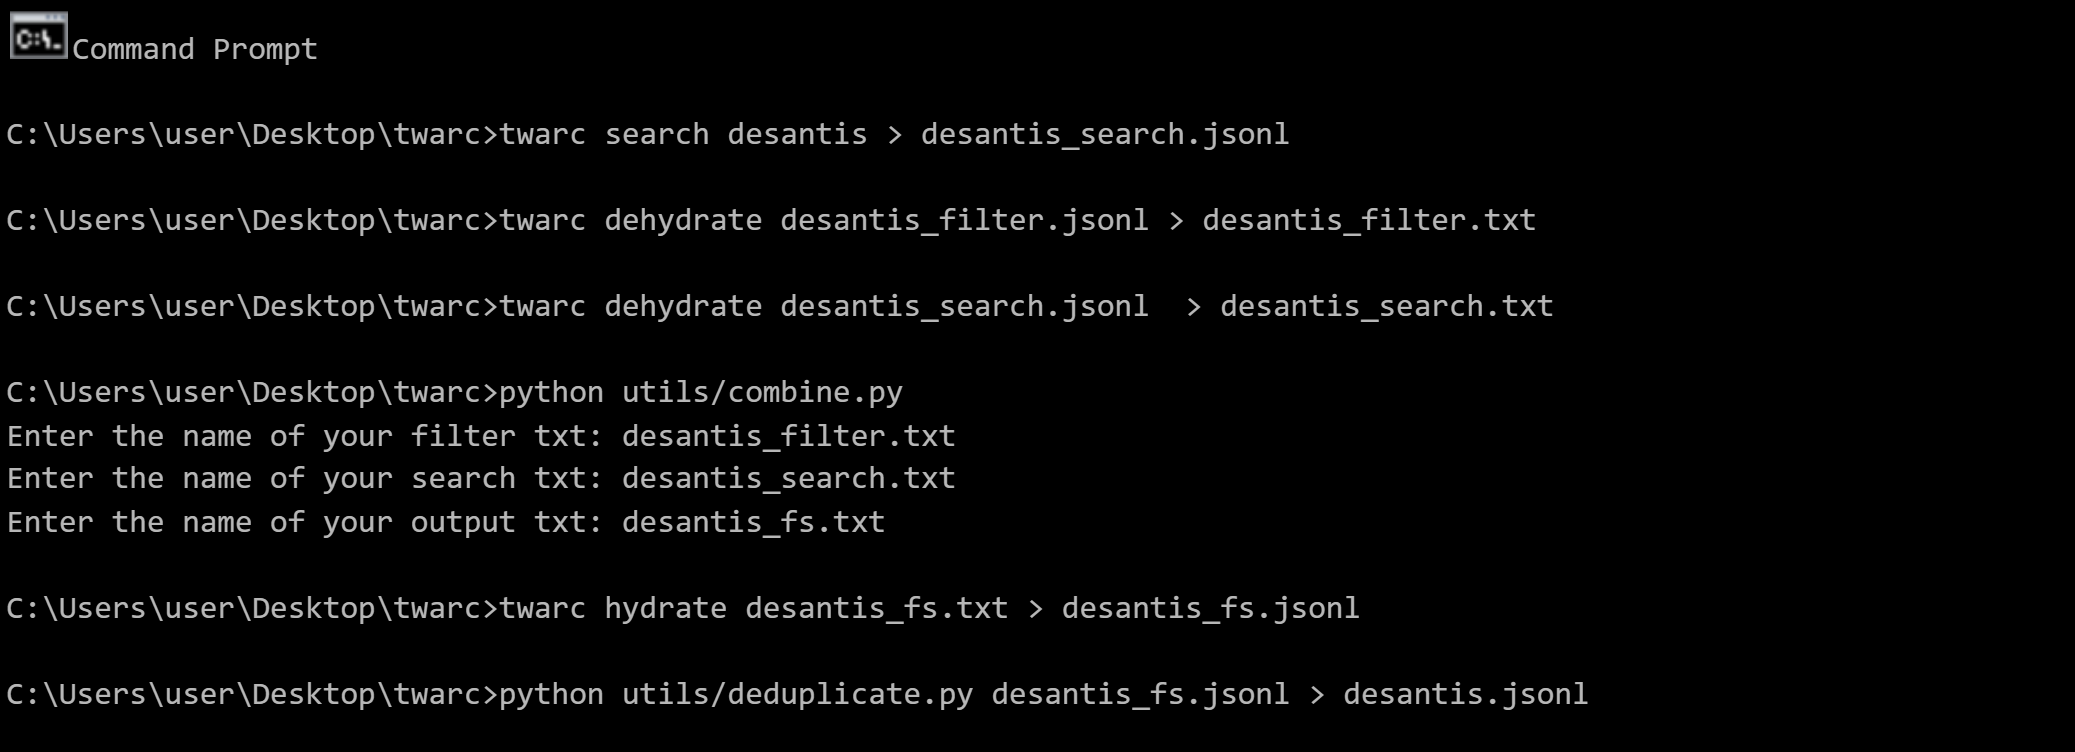 C:\.
Command Prompt
C:\Users\user\Desktop\twarc>twarc search desantis > desantis_search.jsonl
C:\Users\user\Desktop\twarc>twarc dehydrate desantis_filter.jsonl > desantis_filter.txt
C:\Users\user\Desktop\twarc>twarc dehydrate desantis_search.jsonl  > desantis_search.txt
C:\Users\user\Desktop\twarc>python utils/combine.py
Enter the name of your filter txt: desantis_filter.txt
Enter the name of your search txt: desantis_search.txt
Enter the name of your output txt: desantis_fs.txt
C:\Users\user\Desktop\twarc>twarc hydrate desantis_fs.txt > desantis_fs.jsonl
C:\Users\user\Desktop\twarc>python utils/deduplicate.py desantis_fs.jsonl > desantis.jsonl